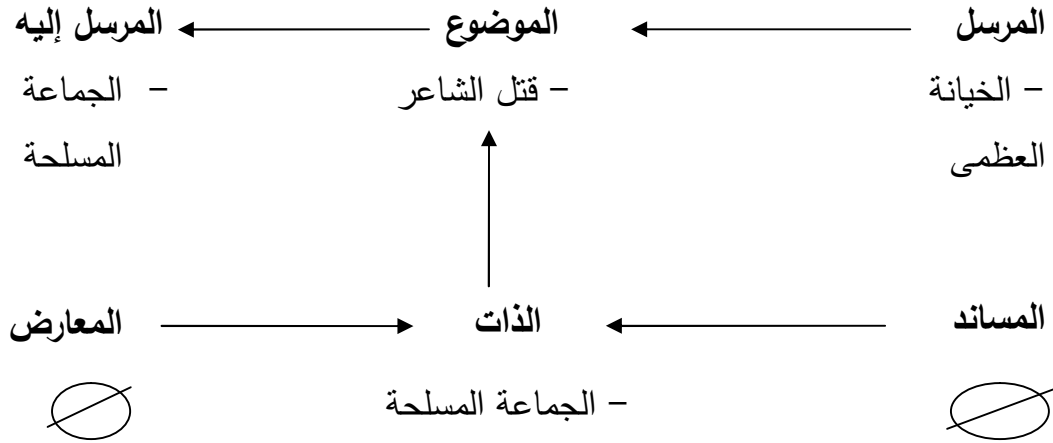 المرسل الموضوع المرسل إليه
– الخيانة – قتل الشاعر – الجماعة
العظمى المسلحة
المساند الذات المعارض
– الجماعة المسلحة